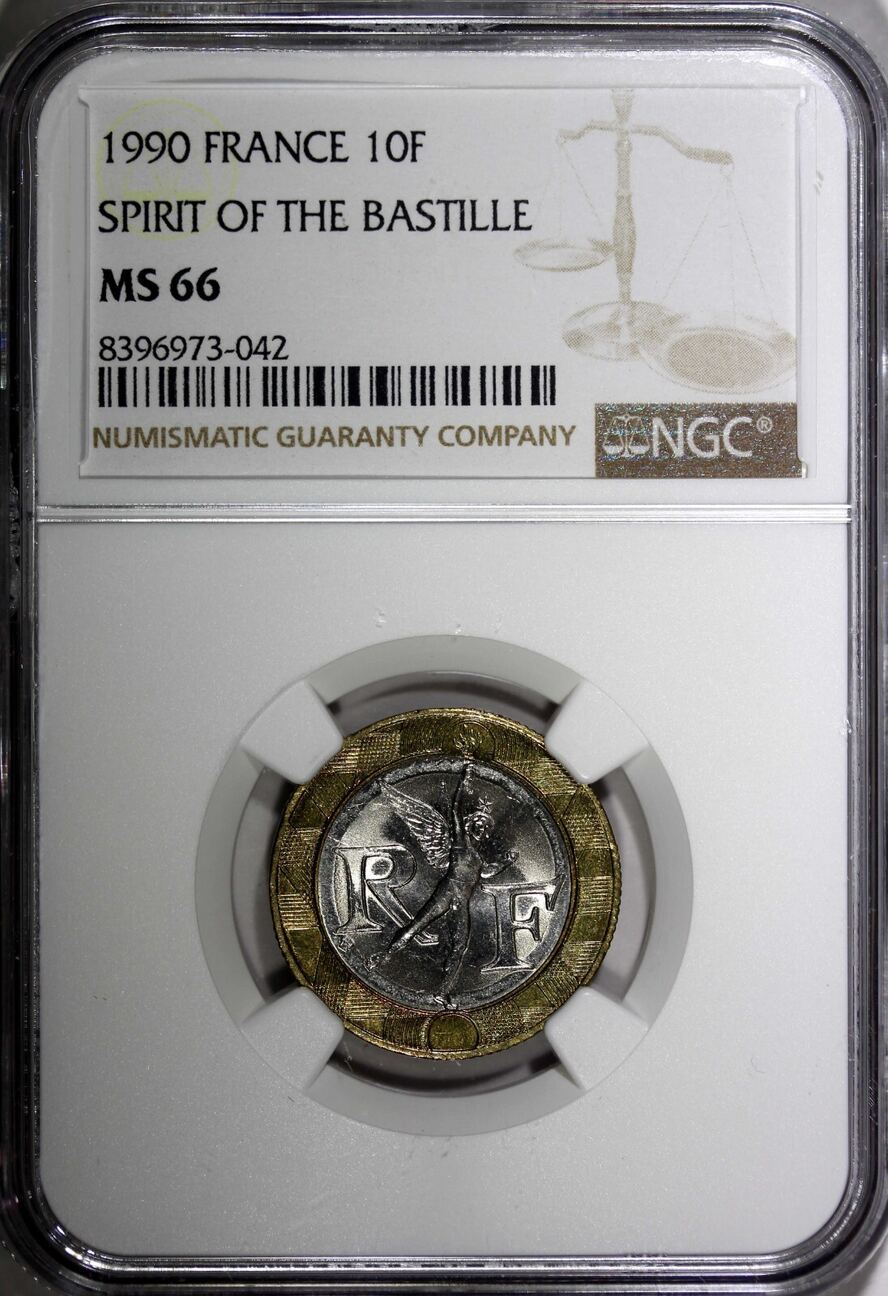 1990 FRANCE 10F
SPIRIT OF THE BASTILLE
MS 66
8396973-042
NUMISMATIC GUARANTY COMPANY
NGC®
R F